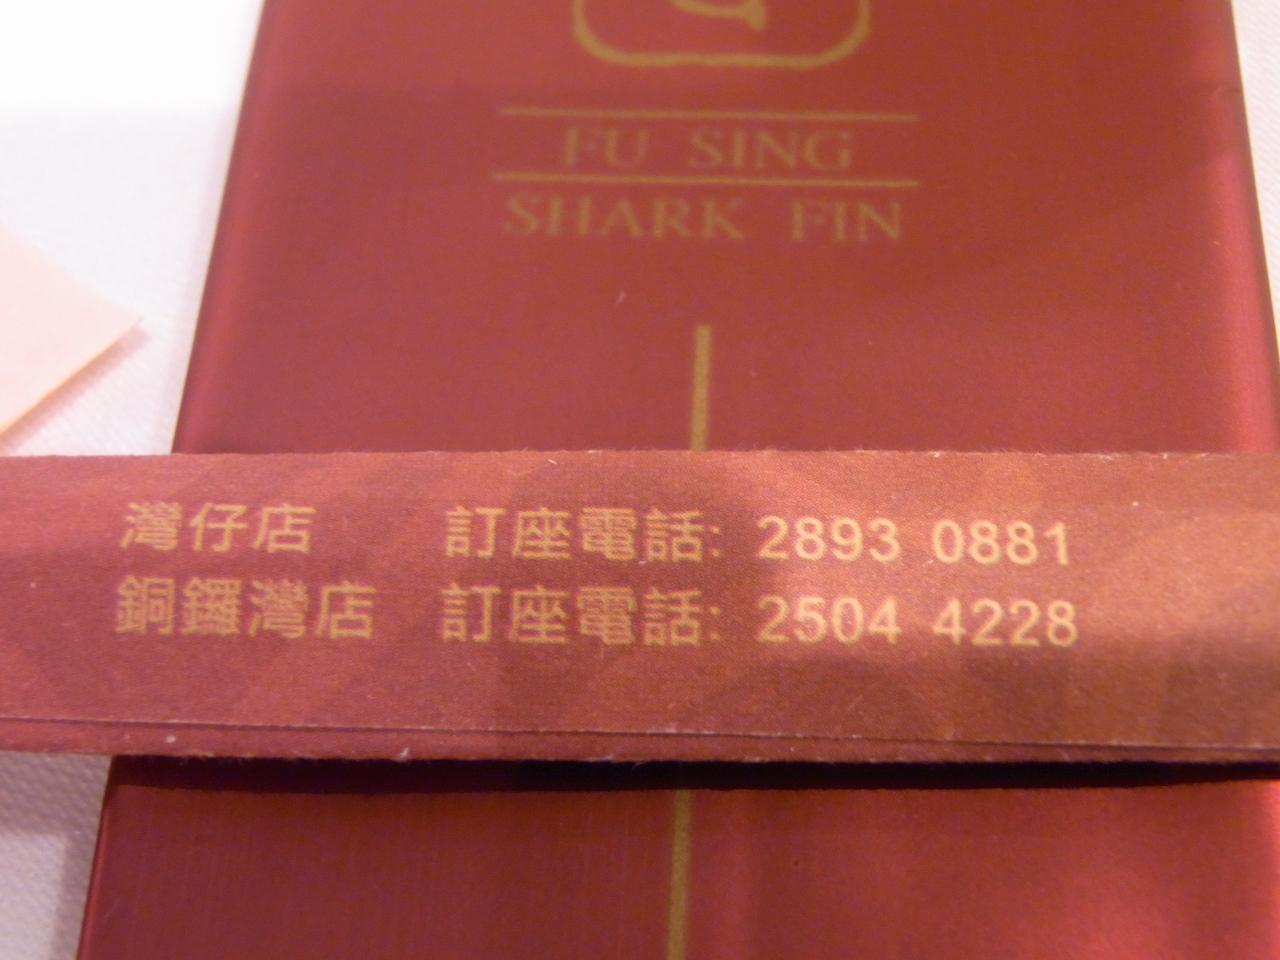 FU SING
SHARK FIN
灣仔店 訂座電話: 2893 0881
銅鑼灣店 訂座電話: 2504 4228